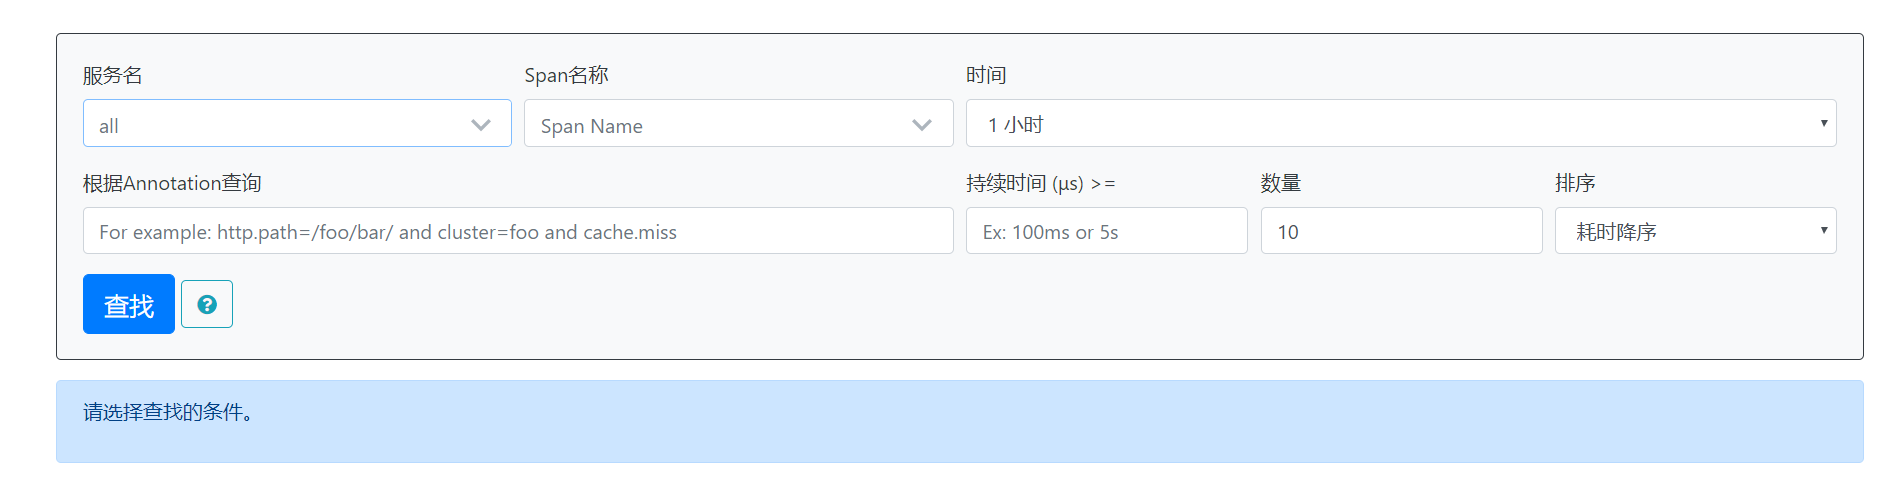 服务名
Span名称
时间
all
Span Name
1 小时
根据Annotation查询
持续时间 (μs) >=
数量
排序
For example: http.path=/foo/bar/ and cluster=foo and cache.miss
Ex: 100ms or 5s
10
耗时降序
查找
?
请选择查找的条件。